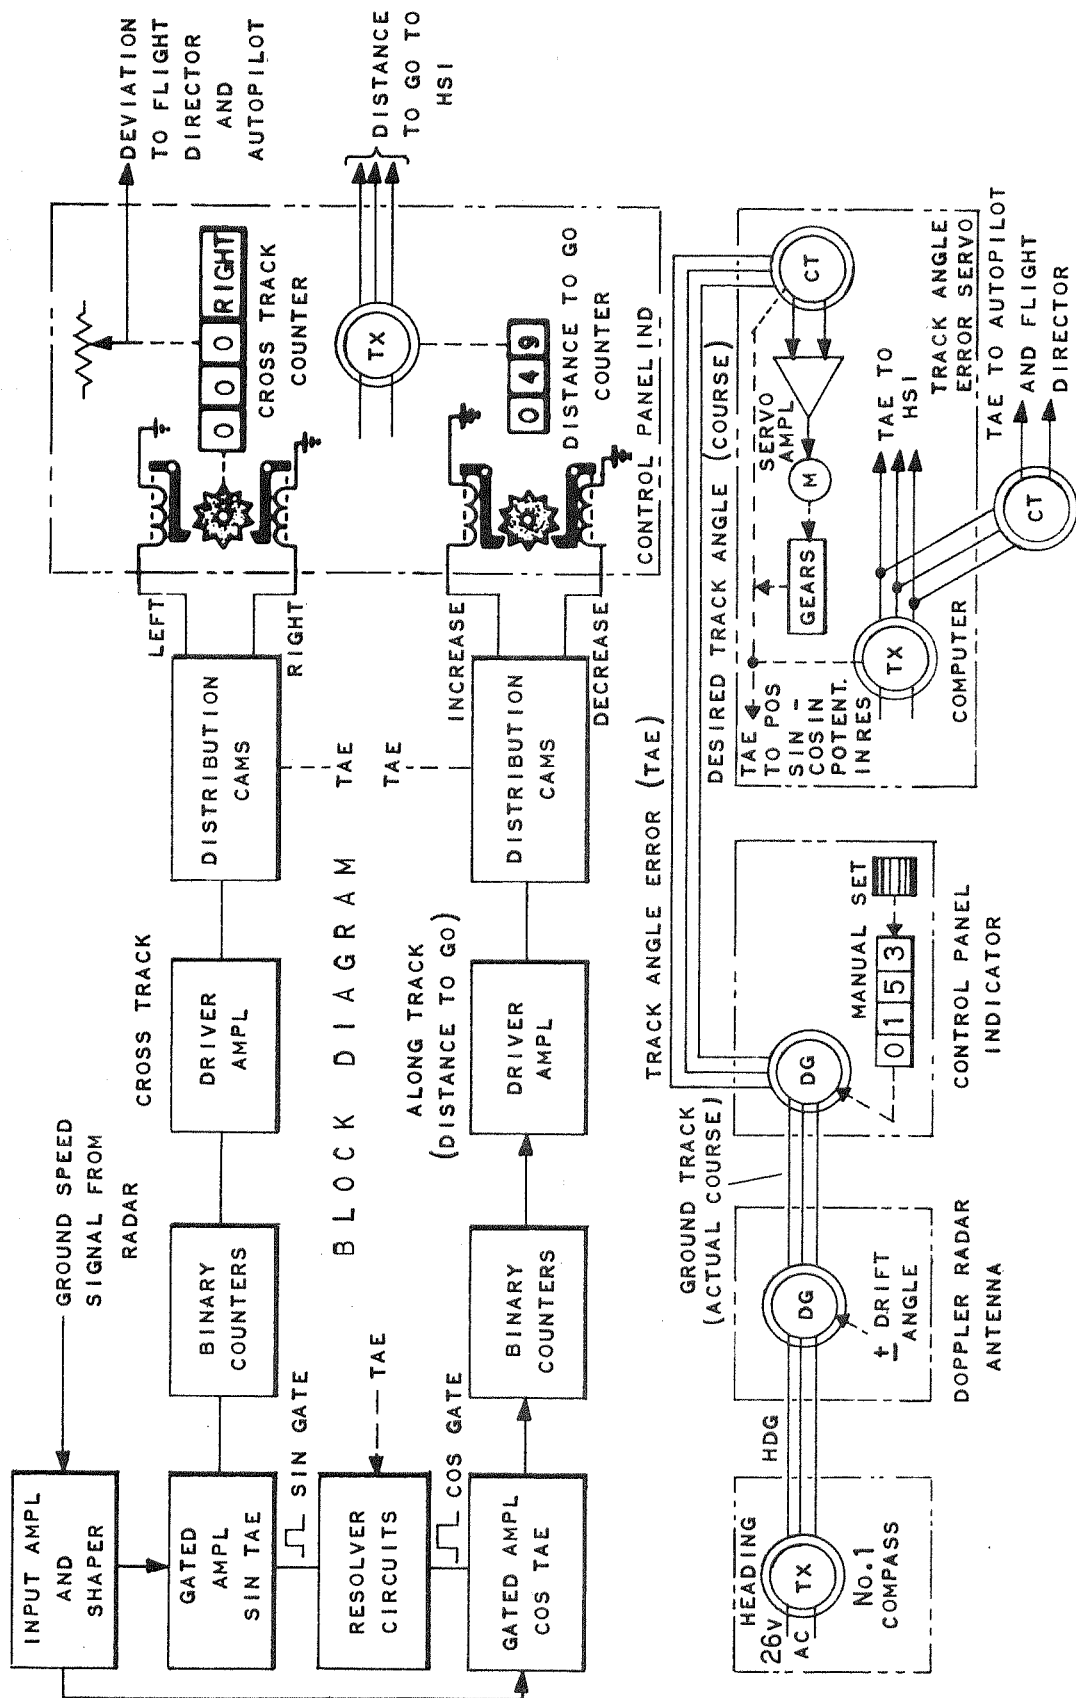 GROUND SPEED
SIGNAL FROM
RADAR
INPUT AMPL
AND
SHAPER
GATED
AMPL
SIN TAE
SIN GATE
RESOLVER
CIRCUITS
TAE
COS GATE
GATED AMPL
COS TAE
CROSS TRACK
BINARY
COUNTERS
DRIVER
AMPL
DISTRIBUTION
CAMS
LEFT
RIGHT
TAE
BLOCK DIAGRAM
TAE
ALONG TRACK
(DISTANCE TO GO)
BINARY
COUNTERS
DRIVER
AMPL
DISTRIBUTION
CAMS
INCREASE
DECREASE
0 0 0 RIGHT
CROSS TRACK
COUNTER
DEVIATION
TO FLIGHT
DIRECTOR
AND
AUTOPILOT
TX
DISTANCE
TO GO TO
HSI
0 4 9
DISTANCE TO GO
COUNTER
CONTROL PANEL IND
HEADING
26V
AC
TX
No.1
COMPASS
HDG
DG
± DRIFT
ANGLE
DOPPLER RADAR
ANTENNA
GROUND TRACK
(ACTUAL COURSE)
TRACK ANGLE ERROR (TAE)
DG
MANUAL SET
0 1 5 3
CONTROL PANEL
INDICATOR
DESIRED TRACK ANGLE (COURSE)
TAE
TO POS
SIN -
COSIN
POTENT.
IN RES
GEARS
M
SERVO
AMPL
CT
TX
TAE TO
HSI
TRACK ANGLE
ERROR SERVO
COMPUTER
CT
TAE TO AUTOPILOT
AND FLIGHT
DIRECTOR